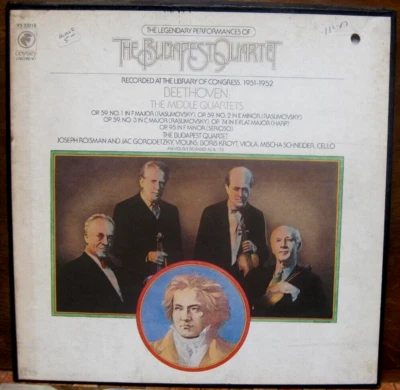 THE LEGENDARY PERFORMANCES OF
THE BUDAPEST QUARTET
RECORDED AT THE LIBRARY OF CONGRESS, 1951-1952
BEETHOVEN:
THE MIDDLE QUARTETS
OP. 59, NO. 1 IN F MAJOR (RASUMOVSKY); OP. 59, NO. 2 IN E MINOR (RASUMOVSKY)
OP. 59, NO. 3 IN C MAJOR (RASUMOVSKY); OP. 74 IN E-FLAT MAJOR (HARP)
OP. 95 IN F MINOR (SERIOSO)
THE BUDAPEST QUARTET
JOSEPH ROISMAN AND JAC GORODETZKY, VIOLINS; BORIS KROYT, VIOLA; MISCHA SCHNEIDER, CELLO